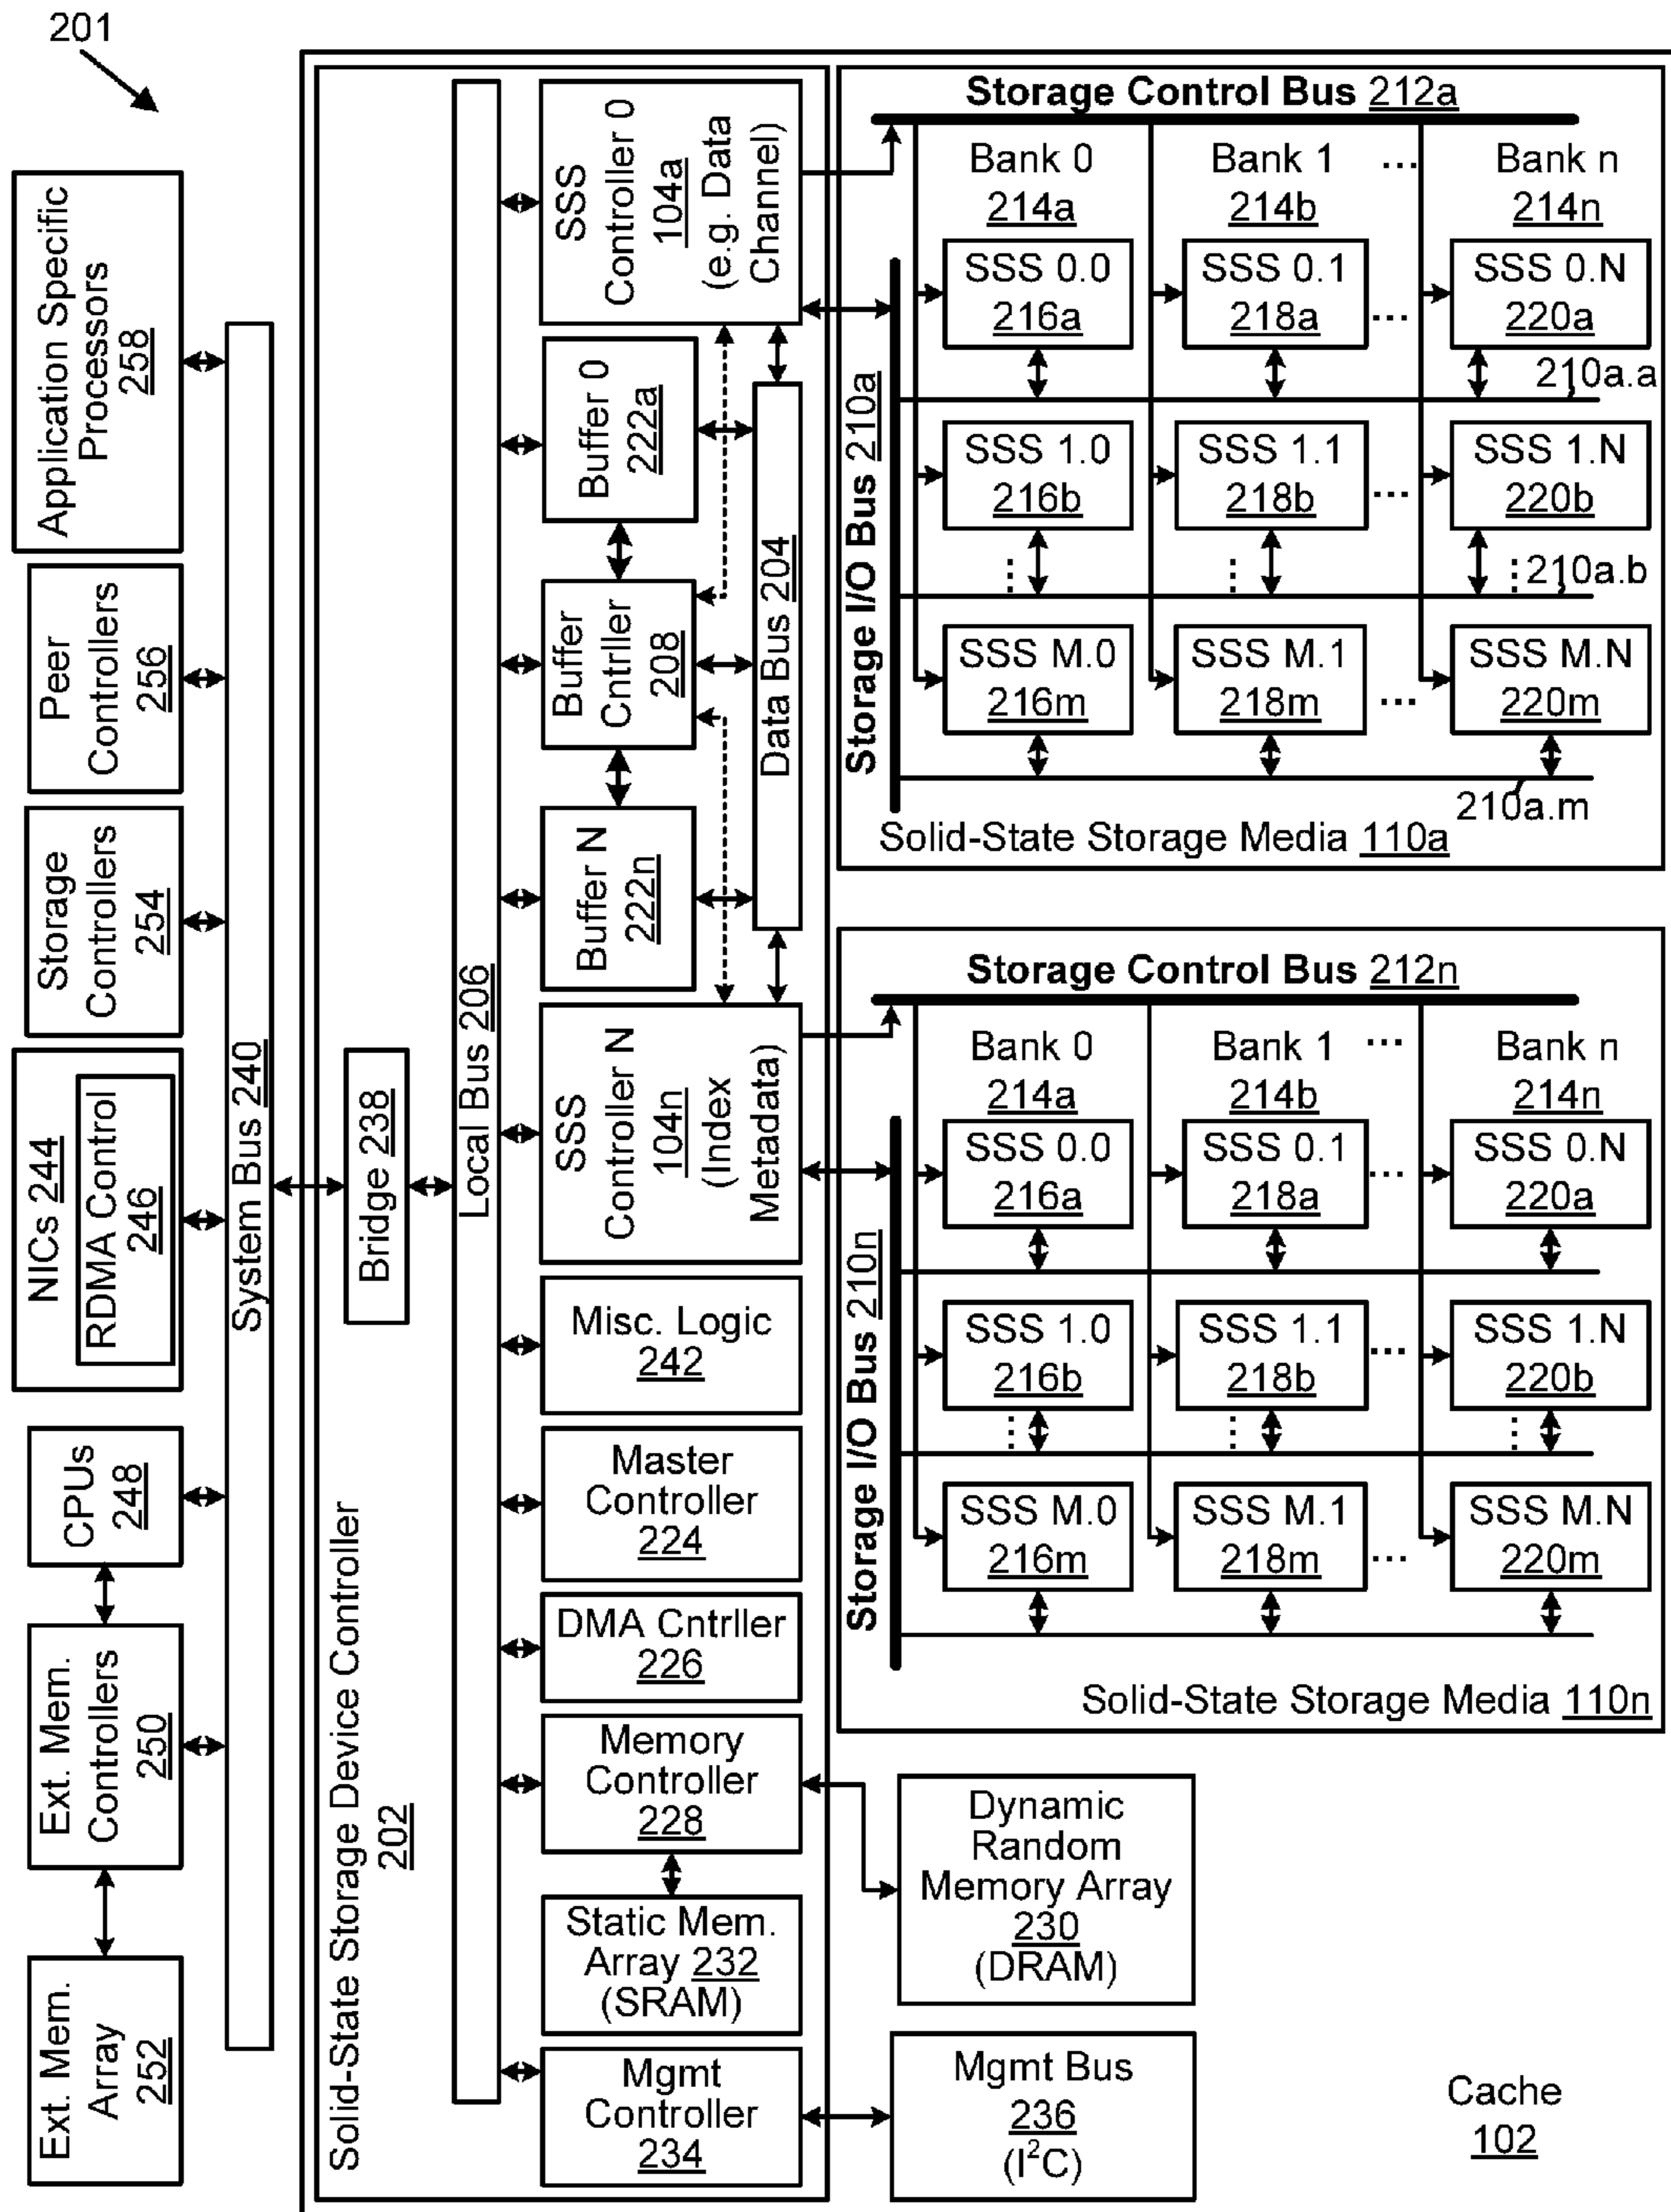 201
Application Specific
Processors
258
Peer
Controllers
256
Storage
Controllers
254
NICs 244
RDMA Control
246
CPUs
248
Ext. Mem.
Controllers
250
Ext. Mem.
Array
252
System Bus 240
Solid-State Storage Device Controller
202
Bridge 238
Local Bus 206
SSS
Controller 0
104a
(e.g. Data
Channel)
Buffer 0
222a
Buffer
Cntrller
208
Buffer N
222n
Data Bus 204
SSS
Controller N
104n
(Index
Metadata)
Misc. Logic
242
Master
Controller
224
DMA Cntrller
226
Memory
Controller
228
Static Mem.
Array 232
(SRAM)
Mgmt
Controller
234
Storage Control Bus 212a
Bank 0
214a
Bank 1
214b
...
Bank n
214n
Storage I/O Bus 210a
SSS 0.0
216a
SSS 0.1
218a
...
SSS 0.N
220a
210a.a
SSS 1.0
216b
SSS 1.1
218b
...
SSS 1.N
220b
...
...
...
210a.b
SSS M.0
216m
SSS M.1
218m
...
SSS M.N
220m
210a.m
Solid-State Storage Media 110a
Storage Control Bus 212n
Bank 0
214a
Bank 1
214b
...
Bank n
214n
Storage I/O Bus 210n
SSS 0.0
216a
SSS 0.1
218a
...
SSS 0.N
220a
SSS 1.0
216b
SSS 1.1
218b
...
SSS 1.N
220b
...
...
...
SSS M.0
216m
SSS M.1
218m
...
SSS M.N
220m
Solid-State Storage Media 110n
Dynamic
Random
Memory Array
230
(DRAM)
Mgmt Bus
236
(I²C)
Cache
102